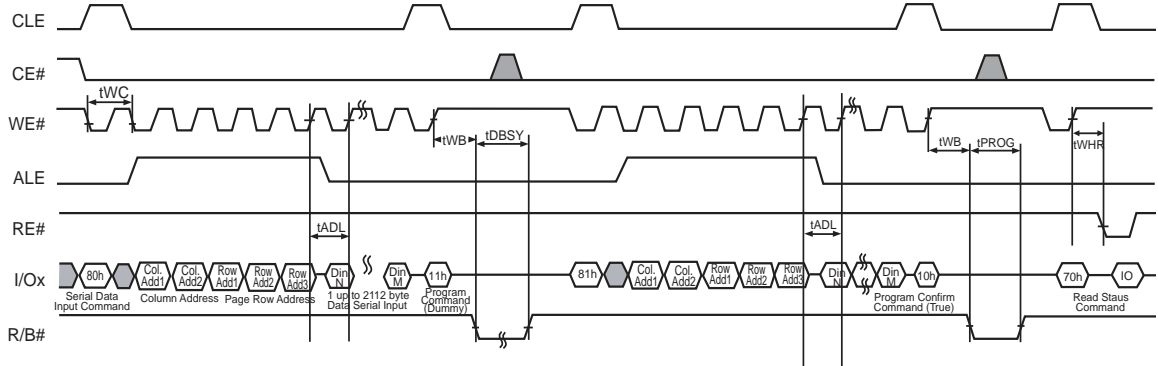 CLE
CE#
tWC
WE#
tWB
tDBSY
tWB
tPROG
tWHR
ALE
RE#
tADL
tADL
I/Ox
80h
Col. Add1
Col. Add2
Row Add1
Row Add2
Row Add3
Din N
Din M
11h
81h
Col. Add1
Col. Add2
Row Add1
Row Add2
Row Add3
Din N
Din M
10h
70h
IO
Serial Data
Input Command
Column Address
Page Row Address
1 up to 2112 byte
Data Serial Input
Program
Command
(Dummy)
Program Confirm
Command (True)
Read Staus
Command
R/B#